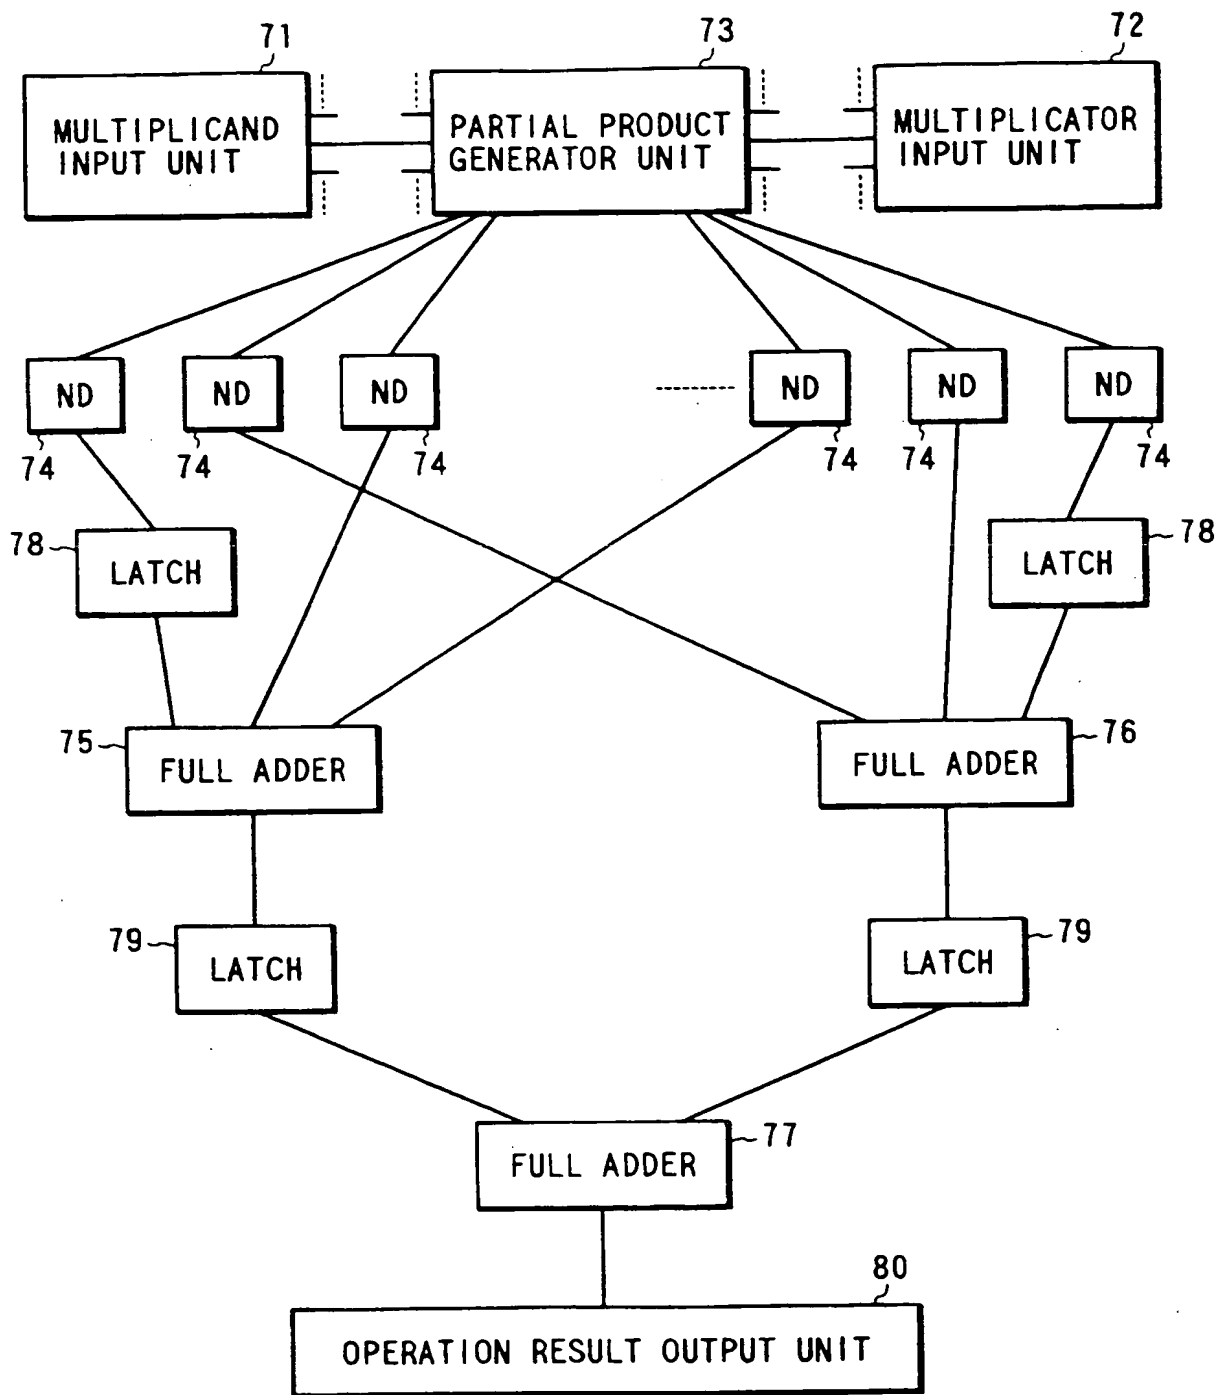 71
73
72
MULTIPLICAND
INPUT UNIT
PARTIAL PRODUCT
GENERATOR UNIT
MULTIPLICATOR
INPUT UNIT
ND
ND
ND
ND
ND
ND
74
74
74
74
74
74
78
LATCH
LATCH
78
75
FULL ADDER
FULL ADDER
76
79
LATCH
LATCH
79
FULL ADDER
77
80
OPERATION RESULT OUTPUT UNIT